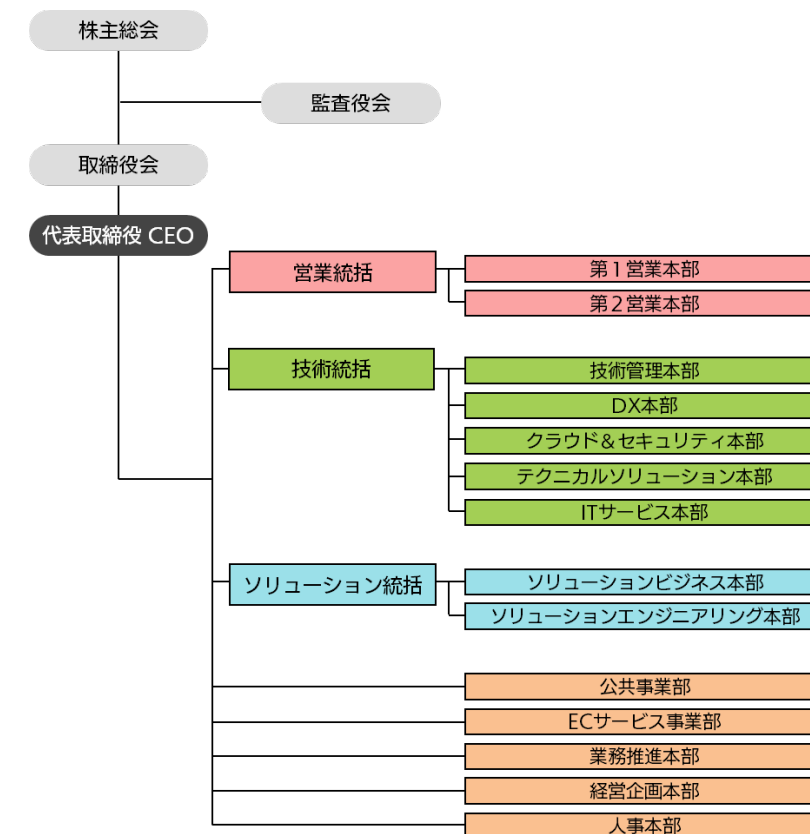 株主総会
監査役会
取締役会
代表取締役 CEO
営業統括
第1営業本部
第2営業本部
技術統括
技術管理本部
DX本部
クラウド&セキュリティ本部
テクニカルソリューション本部
ITサービス本部
ソリューション統括
ソリューションビジネス本部
ソリューションエンジニアリング本部
公共事業部
ECサービス事業部
業務推進本部
経営企画本部
人事本部